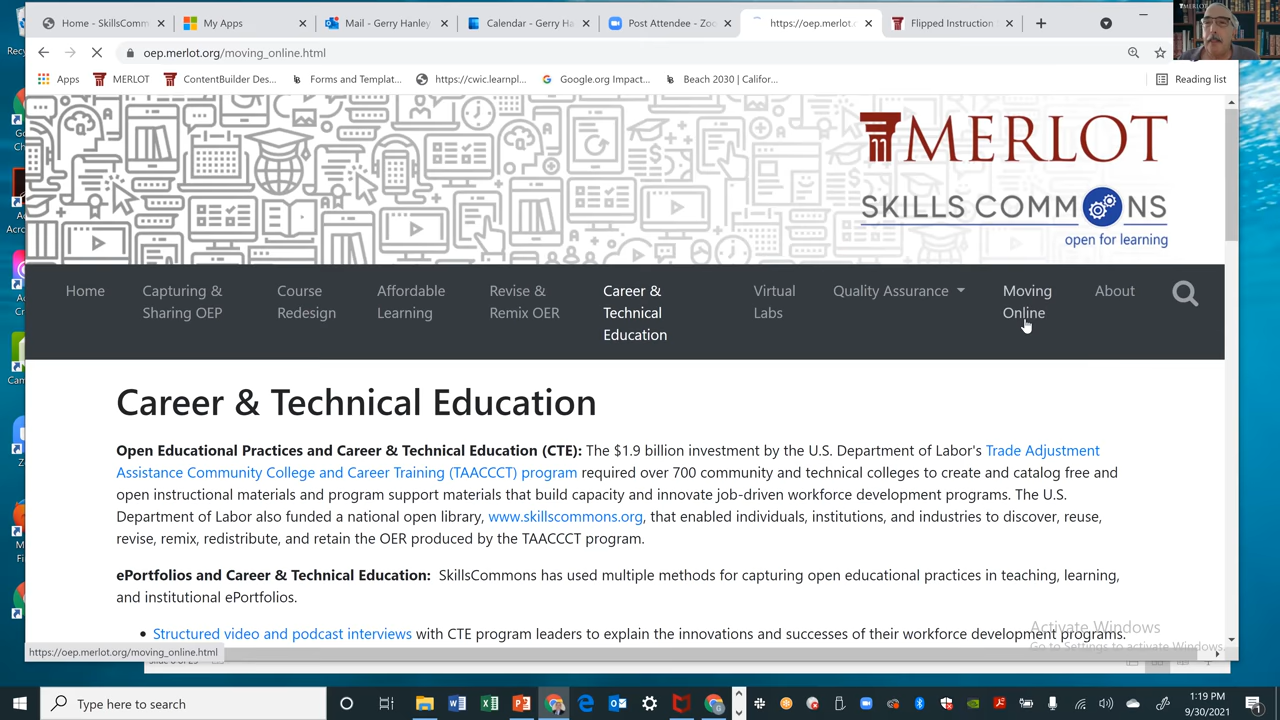 Home - SkillsComm
My Apps
Mail - Gerry Hanley
Calendar - Gerry Ha
Post Attendee - Zoo
https://oep.merlot.o
Flipped Instruction
MERLOT
oep.merlot.org/moving_online.html
Apps
MERLOT
ContentBuilder Des...
Forms and Templat...
https://cwic.learnpl...
Google.org Impact...
Beach 2030 | Califor...
Reading list
MERLOT
SKILLS COMMONS
open for learning
Home
Capturing &
Sharing OEP
Course
Redesign
Affordable
Learning
Revise &
Remix OER
Career &
Technical
Education
Virtual
Labs
Quality Assurance
Moving
Online
About
Career & Technical Education
Open Educational Practices and Career & Technical Education (CTE): The $1.9 billion investment by the U.S. Department of Labor's Trade Adjustment
Assistance Community College and Career Training (TAACCCT) program required over 700 community and technical colleges to create and catalog free and
open instructional materials and program support materials that build capacity and innovate job-driven workforce development programs. The U.S.
Department of Labor also funded a national open library, www.skillscommons.org, that enabled individuals, institutions, and industries to discover, reuse,
revise, remix, redistribute, and retain the OER produced by the TAACCCT program.
ePortfolios and Career & Technical Education: SkillsCommons has used multiple methods for capturing open educational practices in teaching, learning,
and institutional ePortfolios.
• Structured video and podcast interviews with CTE program leaders to explain the innovations and successes of their workforce development programs.
Activate Windows
Go to Settings to activate Windows.
https://oep.merlot.org/moving_online.html
Type here to search
1:19 PM
9/30/2021